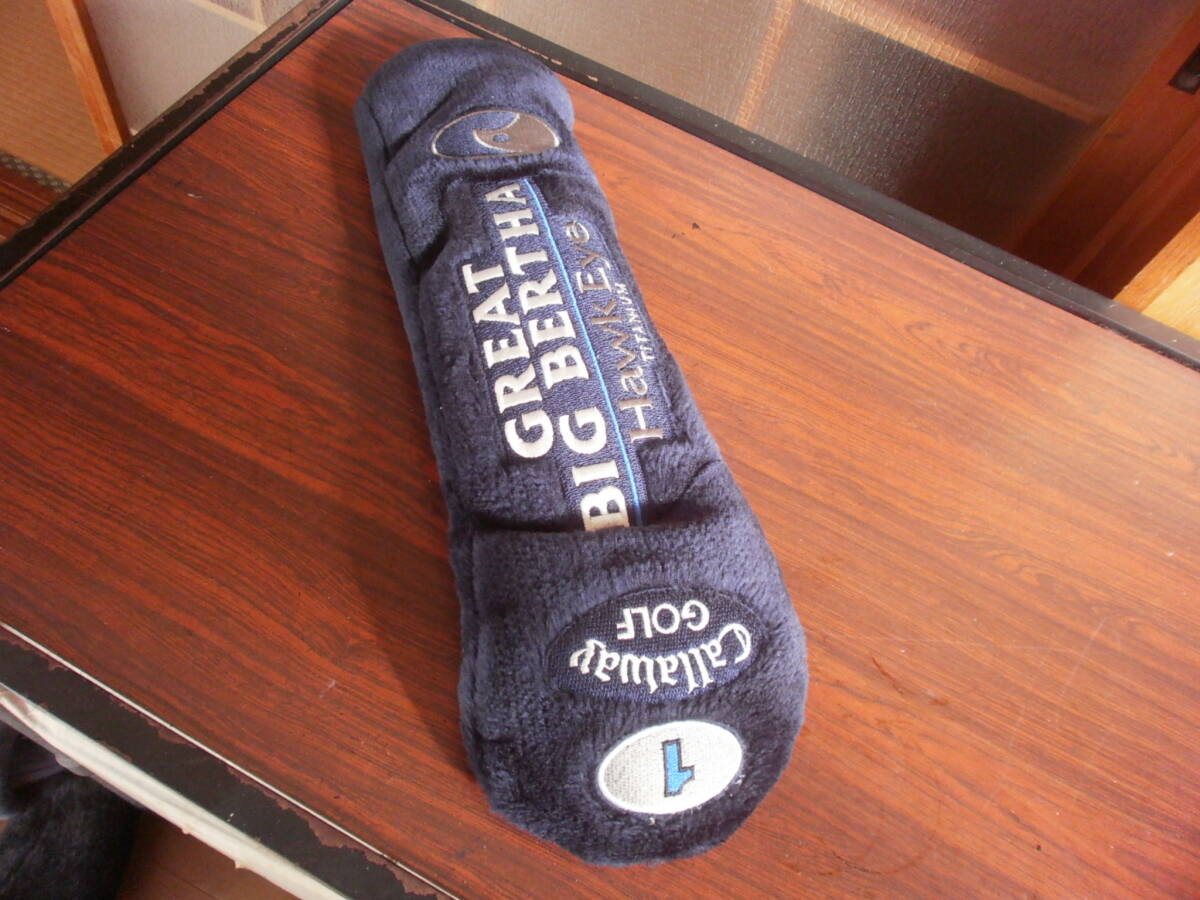 GREAT
BIG BERTHA
HawkEye
TITANIUM
Callaway
GOLF
1